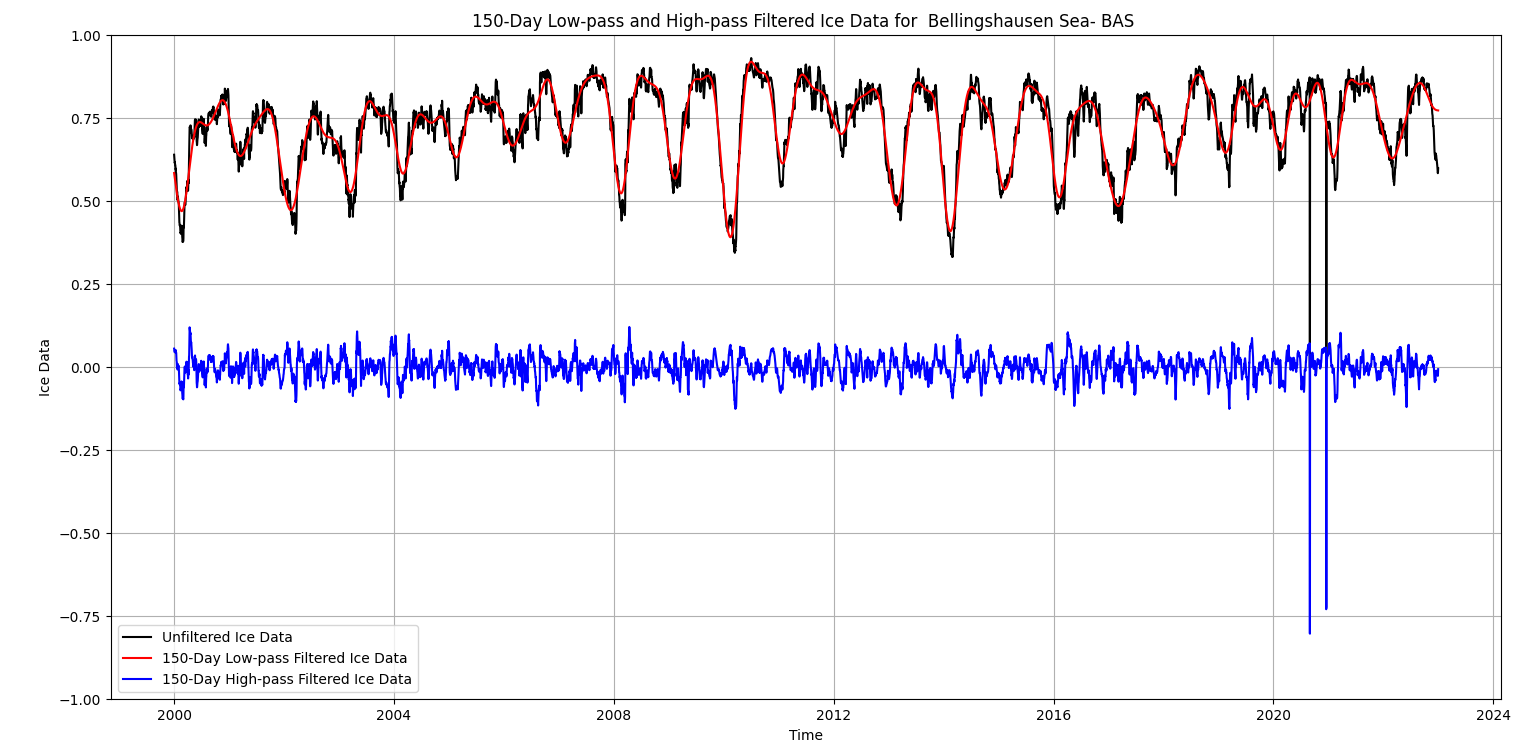 150-Day Low-pass and High-pass Filtered Ice Data for  Bellingshausen Sea- BAS
1.00
0.75
0.50
0.25
0.00
−0.25
−0.50
−0.75
−1.00
Ice Data
Unfiltered Ice Data
150-Day Low-pass Filtered Ice Data
150-Day High-pass Filtered Ice Data
2000 2004 2008 2012 2016 2020 2024
Time